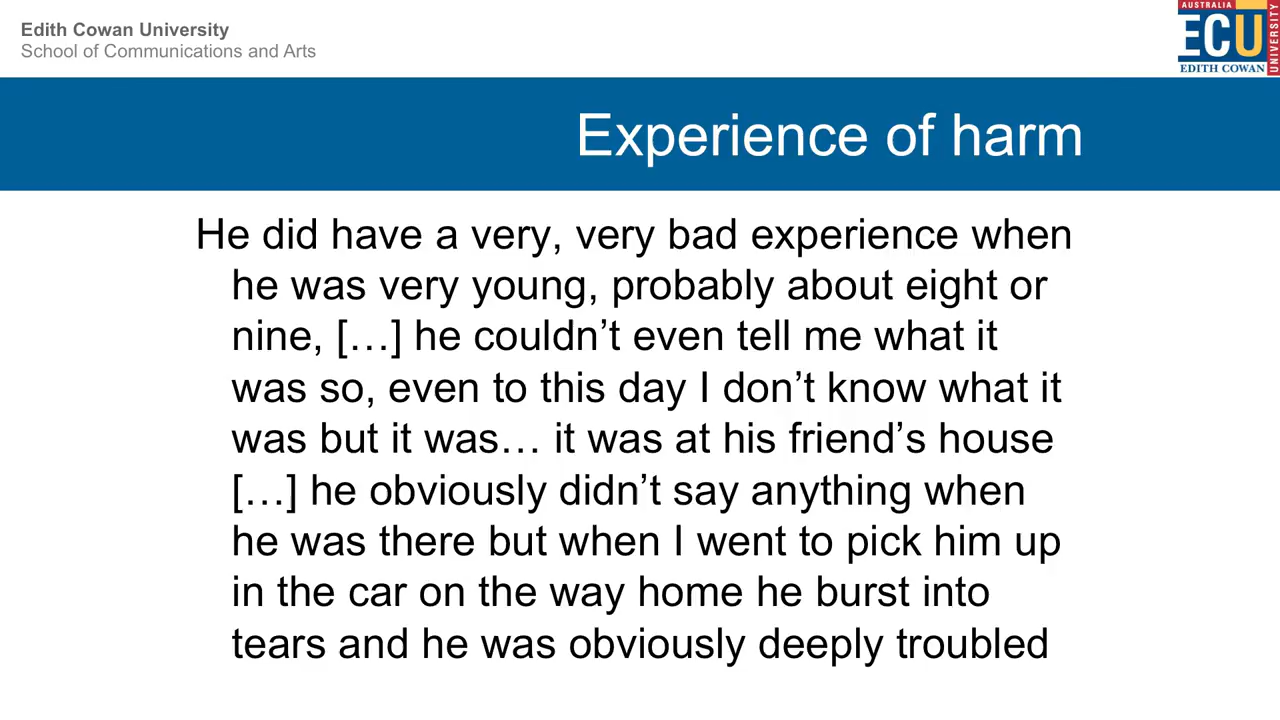 Edith Cowan University
School of Communications and Arts
AUSTRALIA
ECU
EDITH COWAN
UNIVERSITY
Experience of harm
He did have a very, very bad experience when
he was very young, probably about eight or
nine, […] he couldn’t even tell me what it
was so, even to this day I don’t know what it
was but it was… it was at his friend’s house
[…] he obviously didn’t say anything when
he was there but when I went to pick him up
in the car on the way home he burst into
tears and he was obviously deeply troubled